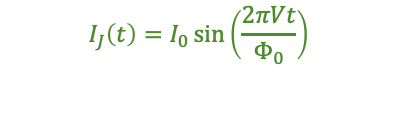 I_J(t) = I_0 sin(2πVt/Φ_0)